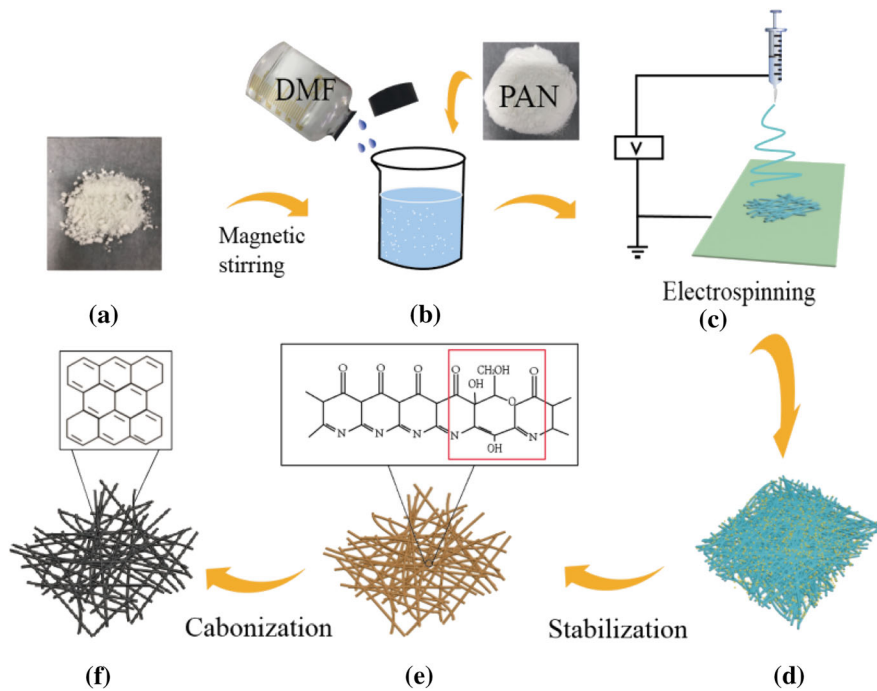 DMF
PAN
V
Magnetic
stirring
Electrospinning
(a)
(b)
(c)
O O O O CH₂OH O
OH
O
N N N N N
OH
Cabonization
Stabilization
(f)
(e)
(d)